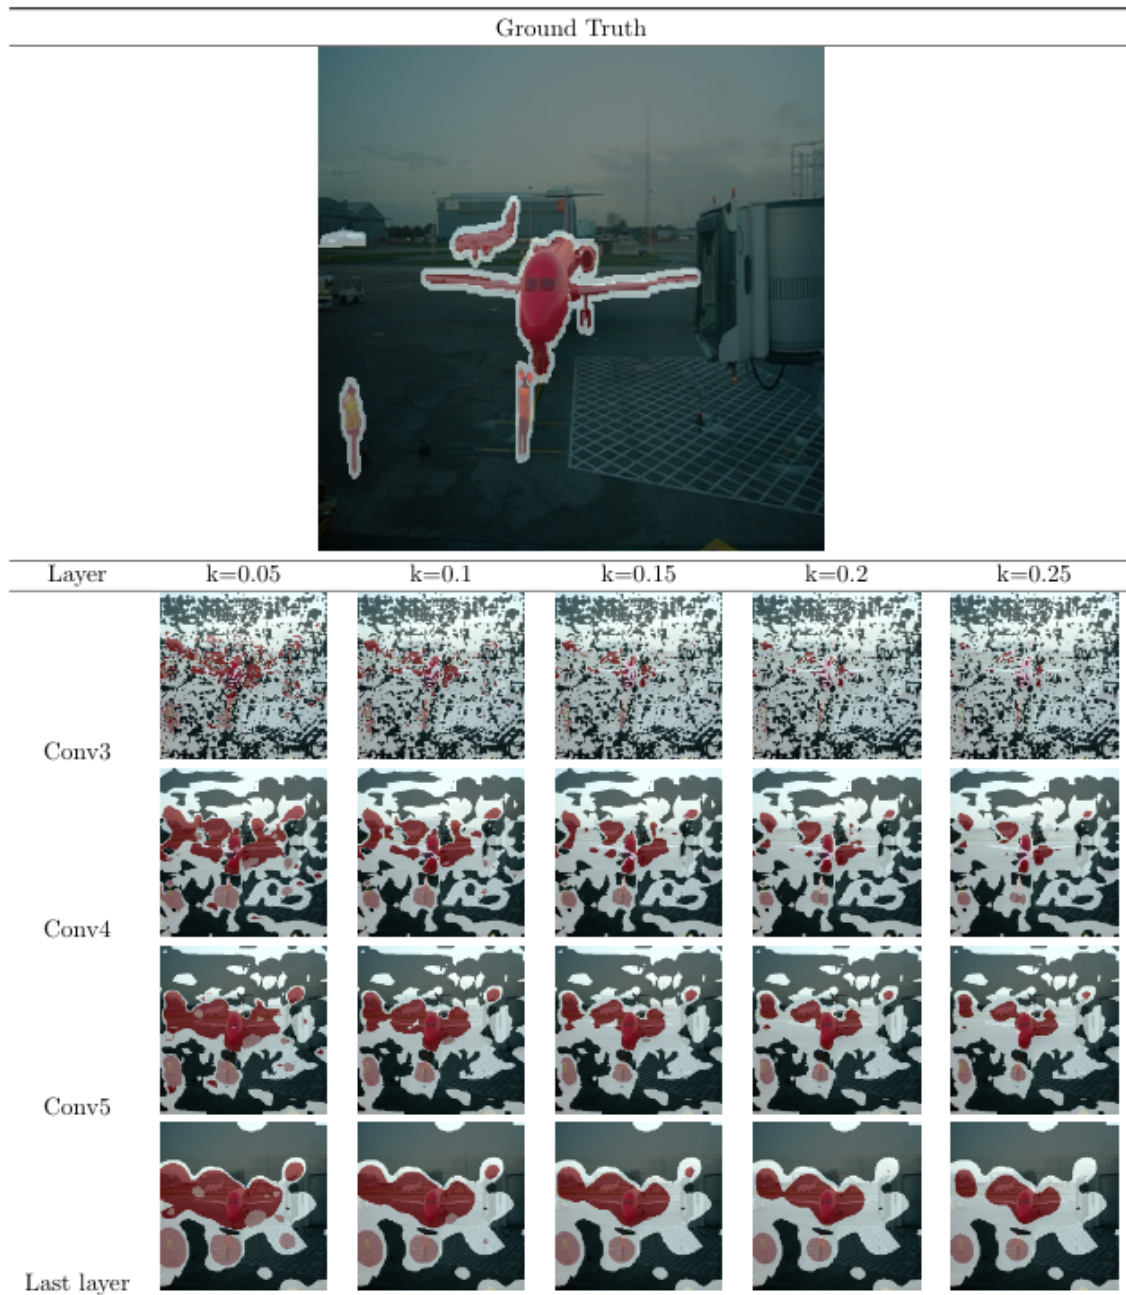 Ground Truth
Layer k=0.05 k=0.1 k=0.15 k=0.2 k=0.25
Conv3
Conv4
Conv5
Last layer